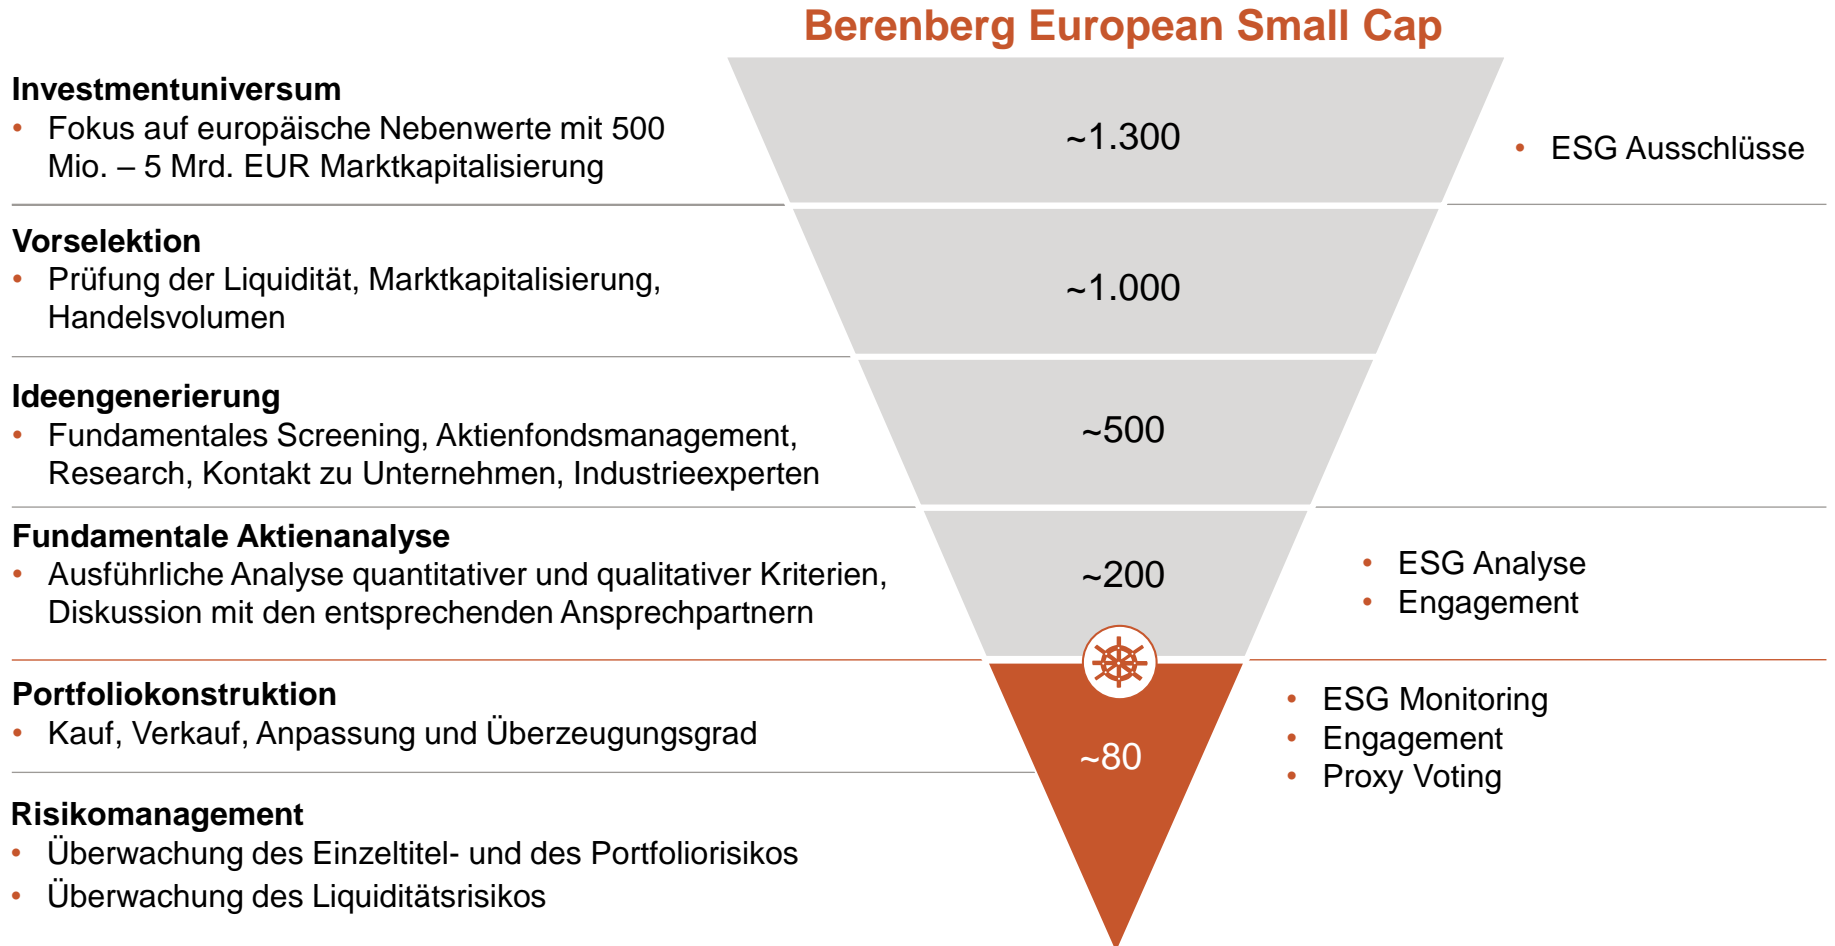 Berenberg European Small Cap
Investmentuniversum
• Fokus auf europäische Nebenwerte mit 500
Mio. – 5 Mrd. EUR Marktkapitalisierung
~1.300
• ESG Ausschlüsse
Vorselektion
• Prüfung der Liquidität, Marktkapitalisierung,
Handelsvolumen
~1.000
Ideengenerierung
• Fundamentales Screening, Aktienfondsmanagement,
Research, Kontakt zu Unternehmen, Industrieexperten
~500
Fundamentale Aktienanalyse
• Ausführliche Analyse quantitativer und qualitativer Kriterien,
Diskussion mit den entsprechenden Ansprechpartnern
~200
• ESG Analyse
• Engagement
Portfoliokonstruktion
• Kauf, Verkauf, Anpassung und Überzeugungsgrad
~80
• ESG Monitoring
• Engagement
• Proxy Voting
Risikomanagement
• Überwachung des Einzeltitel- und des Portfoliorisikos
• Überwachung des Liquiditätsrisikos